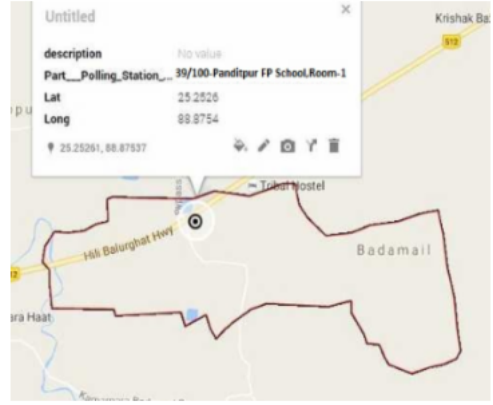 Untitled
Krishak Ba
512
description No value
Part___Polling_Station_... 39/100-Panditpur FP School,Room-1
Lat 25.2526
Long 88.8754
25.25261, 88.87537
Tribal Hostel
Hili Balurghat Hwy
Badamail
ara Haat